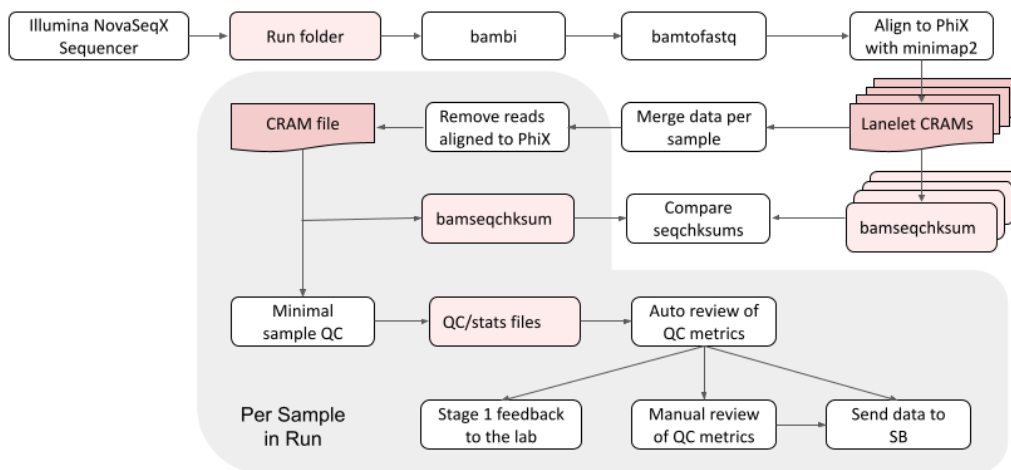 Illumina NovaSeqX
Sequencer
Run folder
bambi
bamtofastq
Align to PhiX
with minimap2
CRAM file
Remove reads
aligned to PhiX
Merge data per
sample
Lanelet CRAMs
bamseqchksum
Compare
seqchksums
bamseqchksum
Minimal
sample QC
QC/stats files
Auto review of
QC metrics
Per Sample
in Run
Stage 1 feedback
to the lab
Manual review
of QC metrics
Send data to
SB